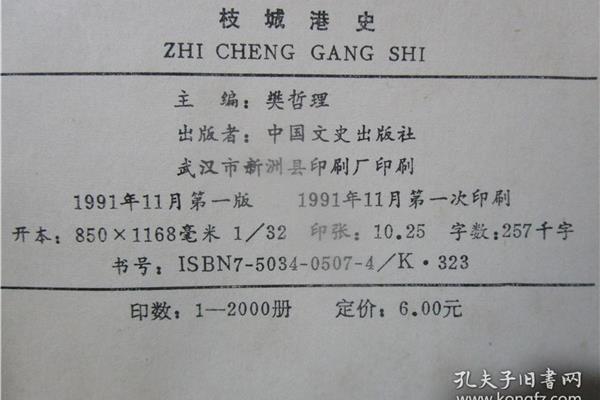 枝城港史
ZHI CHENG GANG SHI
主 编：樊哲理
出版者：中国文史出版社
武汉市新洲县印刷厂印刷
1991年11月第一版 1991年11月第一次印刷
开本：850×1168毫米 1/32 印张：10.25 字数：257千字
书号：ISBN7-5034-0507-4/K·323
印数：1—2000册 定价：6.00元
孔夫子旧书网
www.kongfz.com